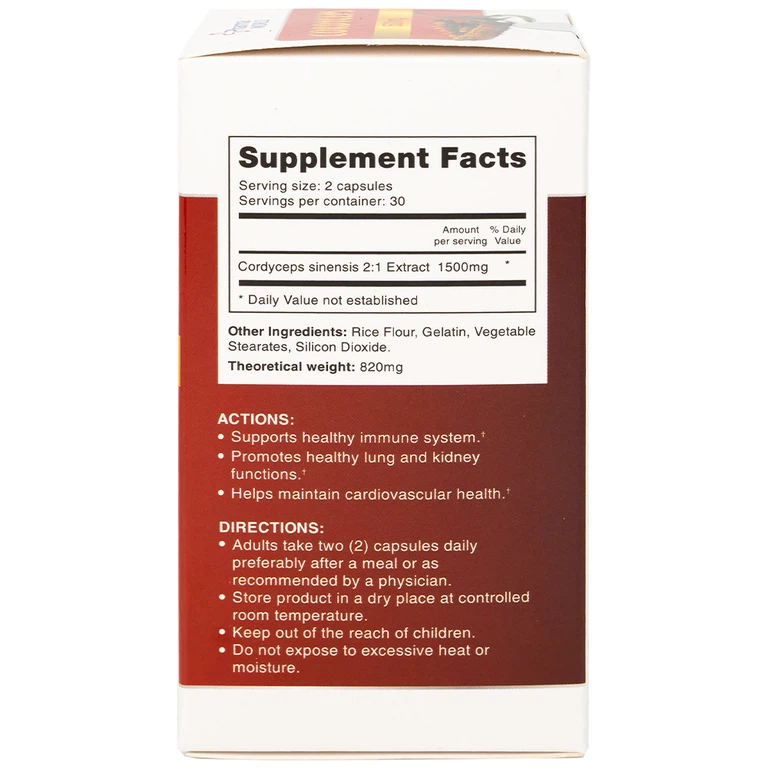 Supplement Facts
Serving size: 2 capsules
Servings per container: 30
Amount % Daily
per serving Value
Cordyceps sinensis 2:1 Extract 1500mg *
* Daily Value not established
Other Ingredients: Rice Flour, Gelatin, Vegetable
Stearates, Silicon Dioxide.
Theoretical weight: 820mg
ACTIONS:
• Supports healthy immune system.†
• Promotes healthy lung and kidney
functions.†
• Helps maintain cardiovascular health.†
DIRECTIONS:
• Adults take two (2) capsules daily
preferably after a meal or as
recommended by a physician.
• Store product in a dry place at controlled
room temperature.
• Keep out of the reach of children.
• Do not expose to excessive heat or
moisture.